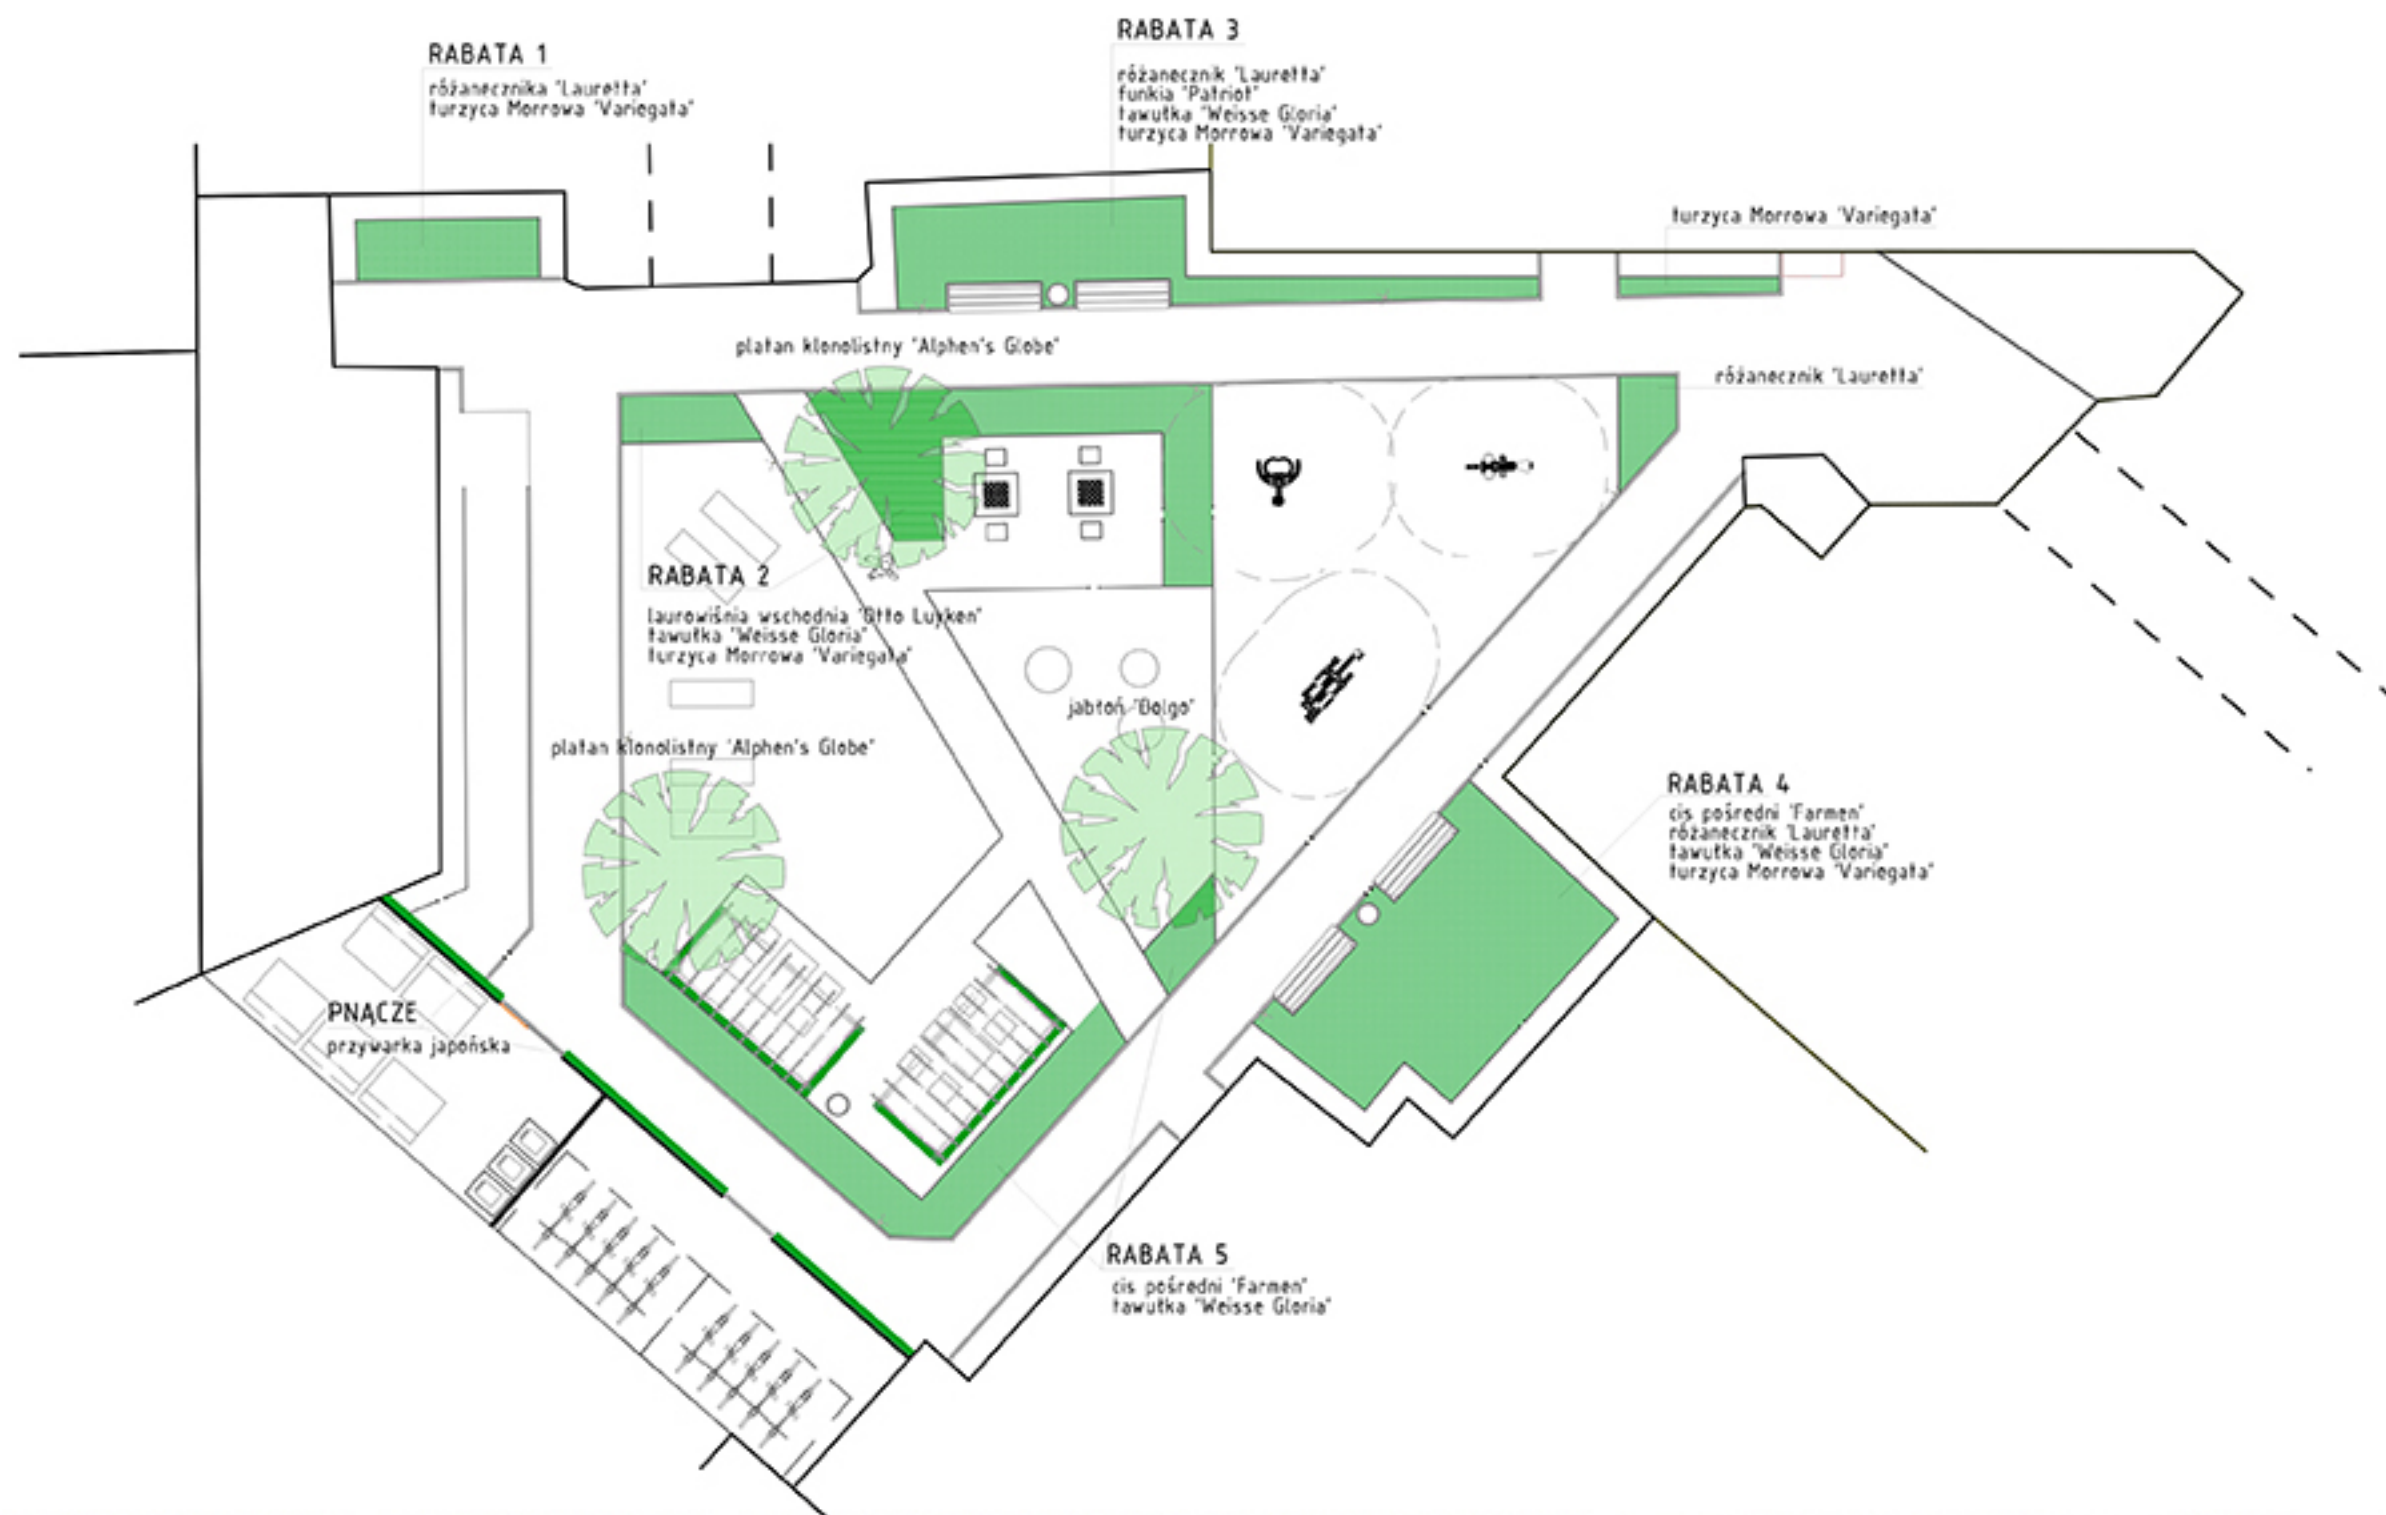 RABATA 1
różanecznika "Lauretta"
turzyca Morrowa "Variegata"
RABATA 3
różanecznik "Lauretta"
funkia "Patriot"
tawułka "Weisse Gloria"
turzyca Morrowa "Variegata"
turzyca Morrowa "Variegata"
platan klonolistny "Alphen's Globe"
różanecznik "Lauretta"
RABATA 2
laurowiśnia wschodnia "Otto Luyken"
tawułka "Weisse Gloria"
turzyca Morrowa "Variegata"
jabłoń "Dolgo"
platan klonolistny "Alphen's Globe"
RABATA 4
cis pośredni "Farmen"
różanecznik "Lauretta"
tawułka "Weisse Gloria"
turzyca Morrowa "Variegata"
PNĄCZE
przywarka japońska
RABATA 5
cis pośredni "Farmen"
tawułka "Weisse Gloria"